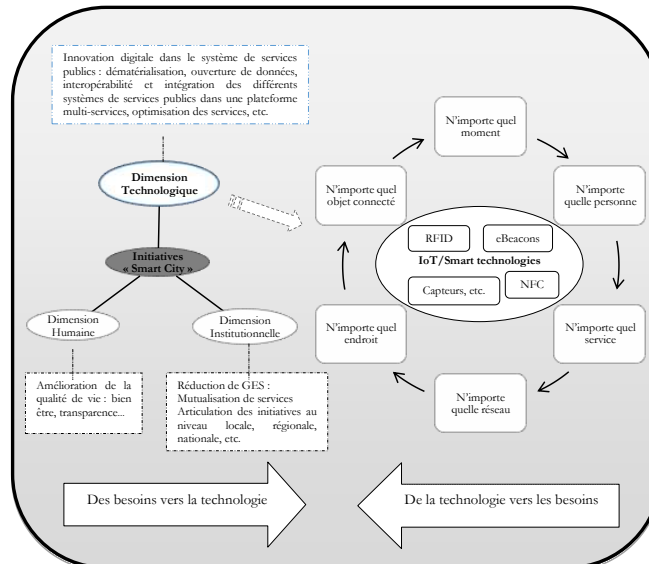 Innovation digitale dans le système de services
publics : dématérialisation, ouverture de données,
interopérabilité et intégration des différents
systèmes de services publics dans une plateforme
multi-services, optimisation des services, etc.
Dimension
Technologique
Initiatives
« Smart City »
Dimension
Humaine
Dimension
Institutionnelle
Amélioration de la
qualité de vie : bien
être, transparence...
Réduction de GES :
Mutualisation de services
Articulation des initiatives au
niveau locale, régionale,
nationale, etc.
N'importe quel
moment
N'importe
quelle personne
N'importe quel
service
N'importe
quelle réseau
N'importe quel
endroit
N'importe quel
objet connecté
RFID
eBeacons
IoT/Smart technologies
Capteurs, etc.
NFC
Des besoins vers la technologie
De la technologie vers les besoins